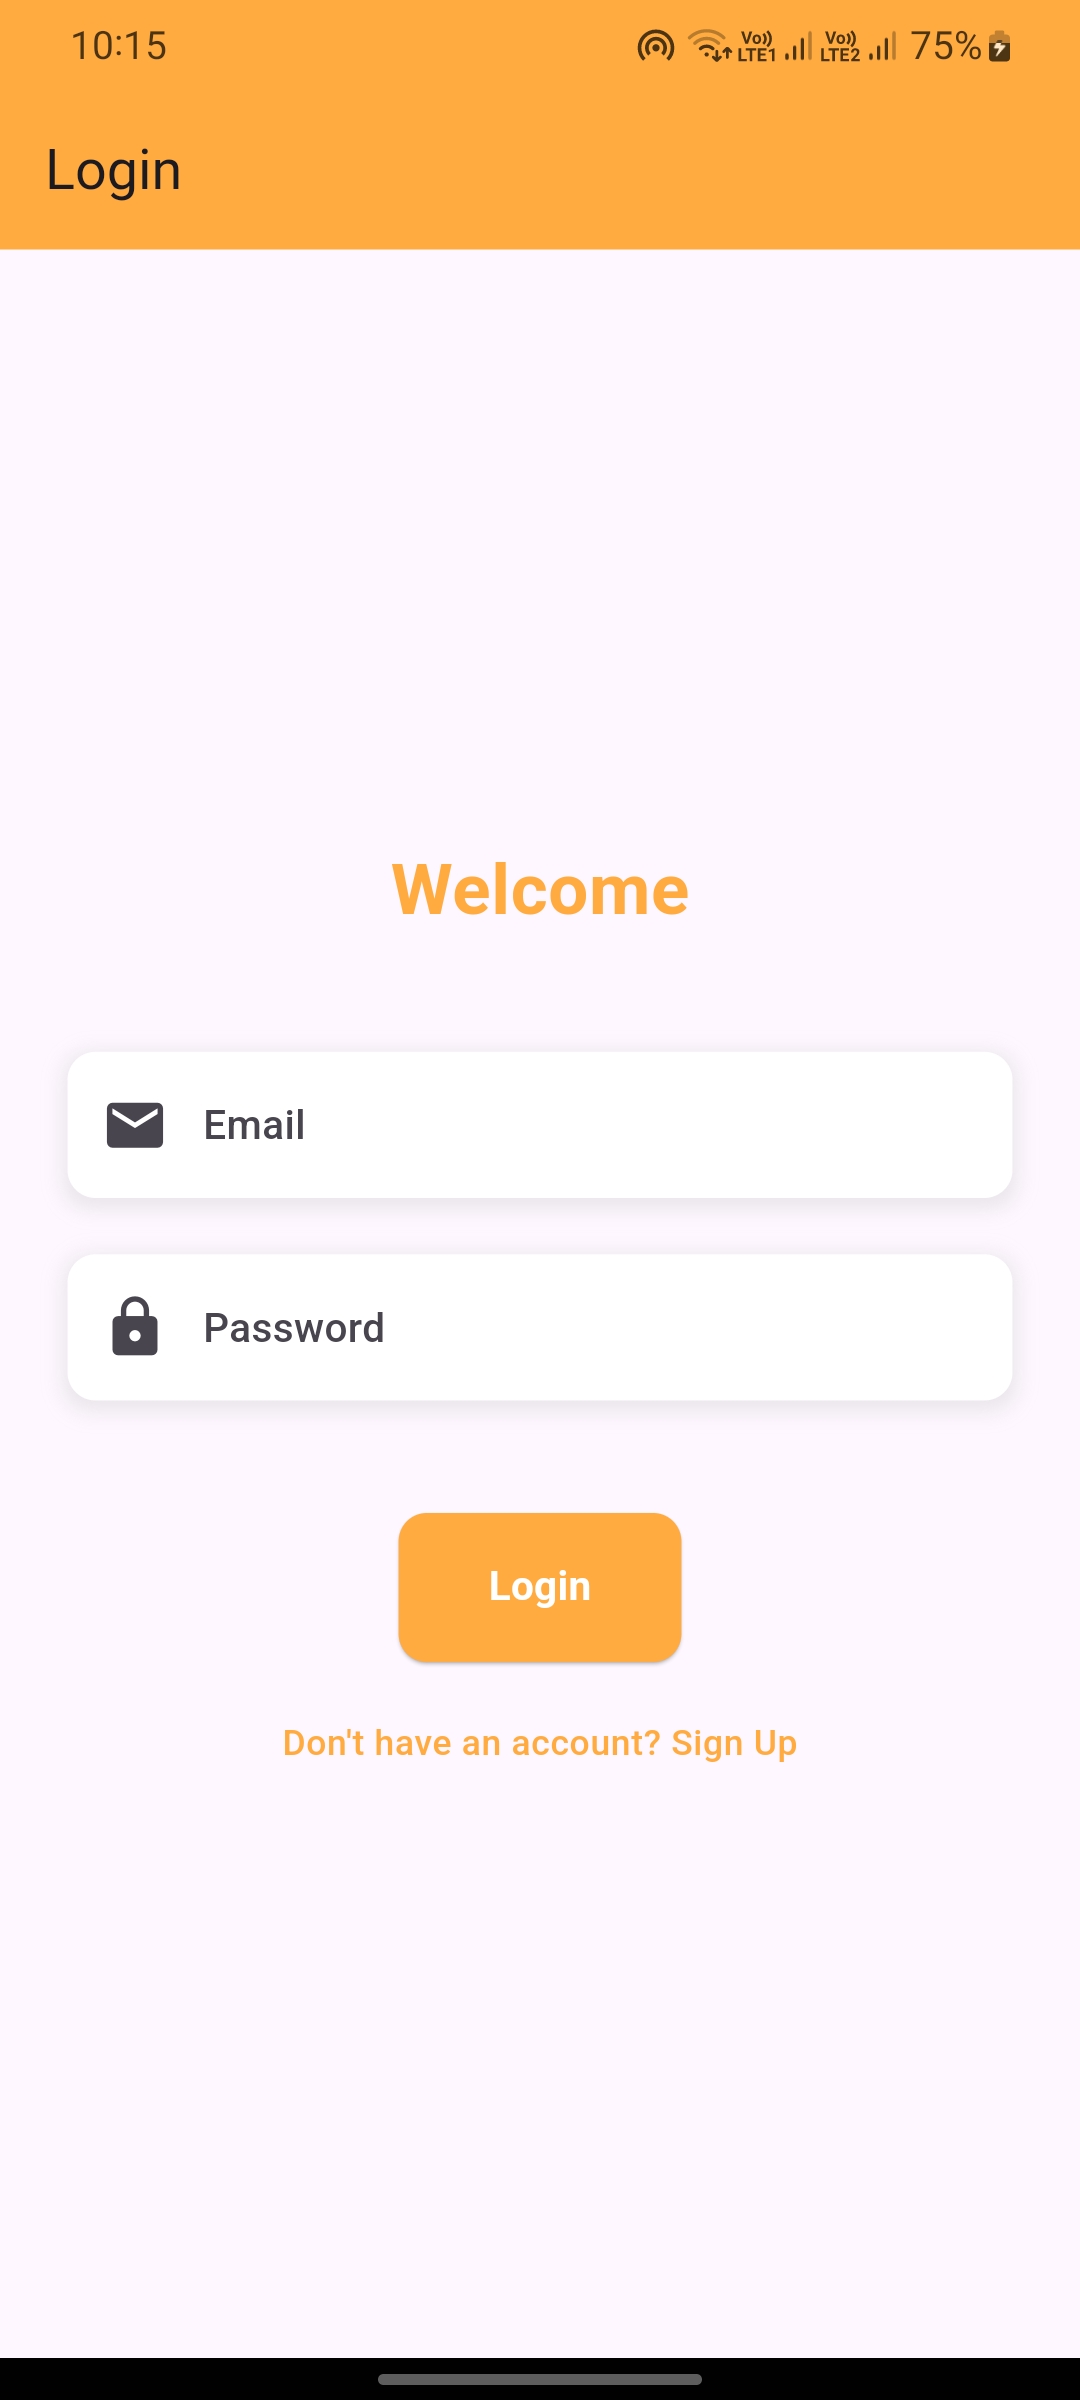 10:15 Vo)) LTE1 Vo)) LTE2 75%
Login
Welcome
Email
Password
Login
Don't have an account? Sign Up